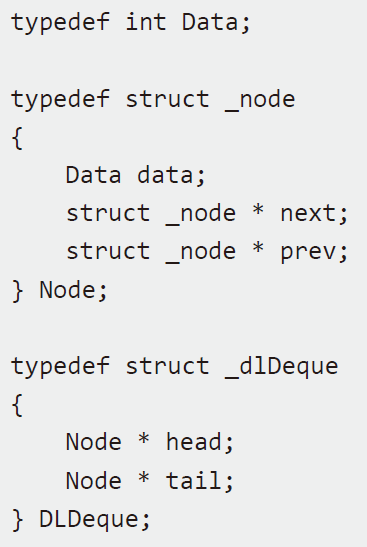 typedef int Data;

typedef struct _node
{
    Data data;
    struct _node * next;
    struct _node * prev;
} Node;

typedef struct _dlDeque
{
    Node * head;
    Node * tail;
} DLDeque;